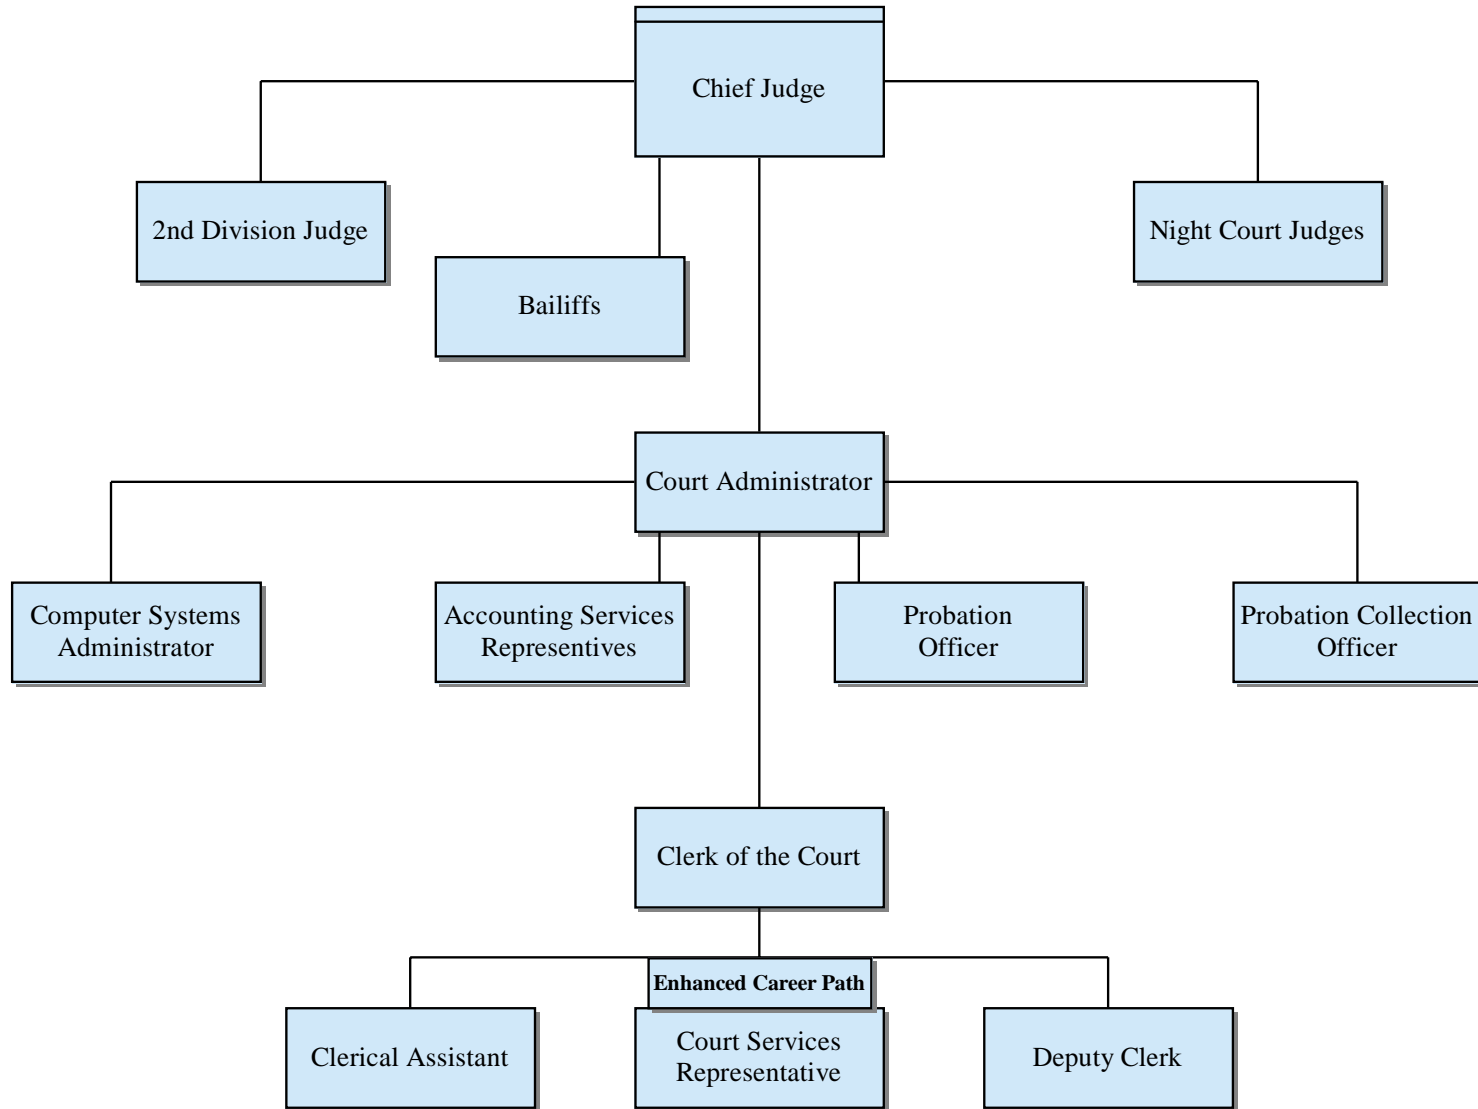 Chief Judge
2nd Division Judge
Night Court Judges
Bailiffs
Court Administrator
Computer Systems
Administrator
Accounting Services
Representives
Probation
Officer
Probation Collection
Officer
Clerk of the Court
Enhanced Career Path
Clerical Assistant
Court Services
Representative
Deputy Clerk